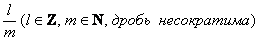 l/m (l ∈ Z, m ∈ N, дробь несократима)